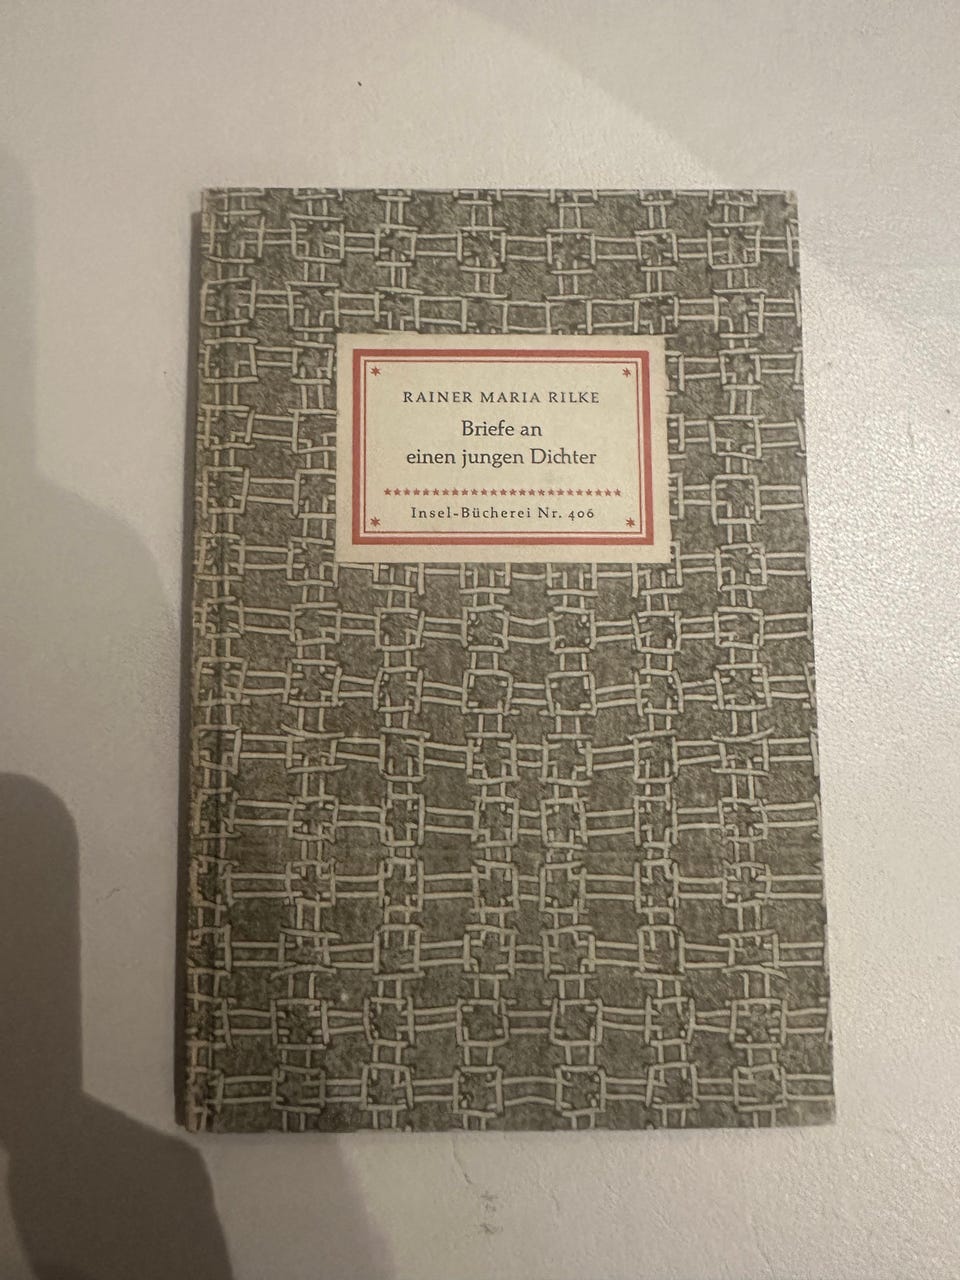 RAINER MARIA RILKE
Briefe an
einen jungen Dichter
Insel-Bücherei Nr. 406